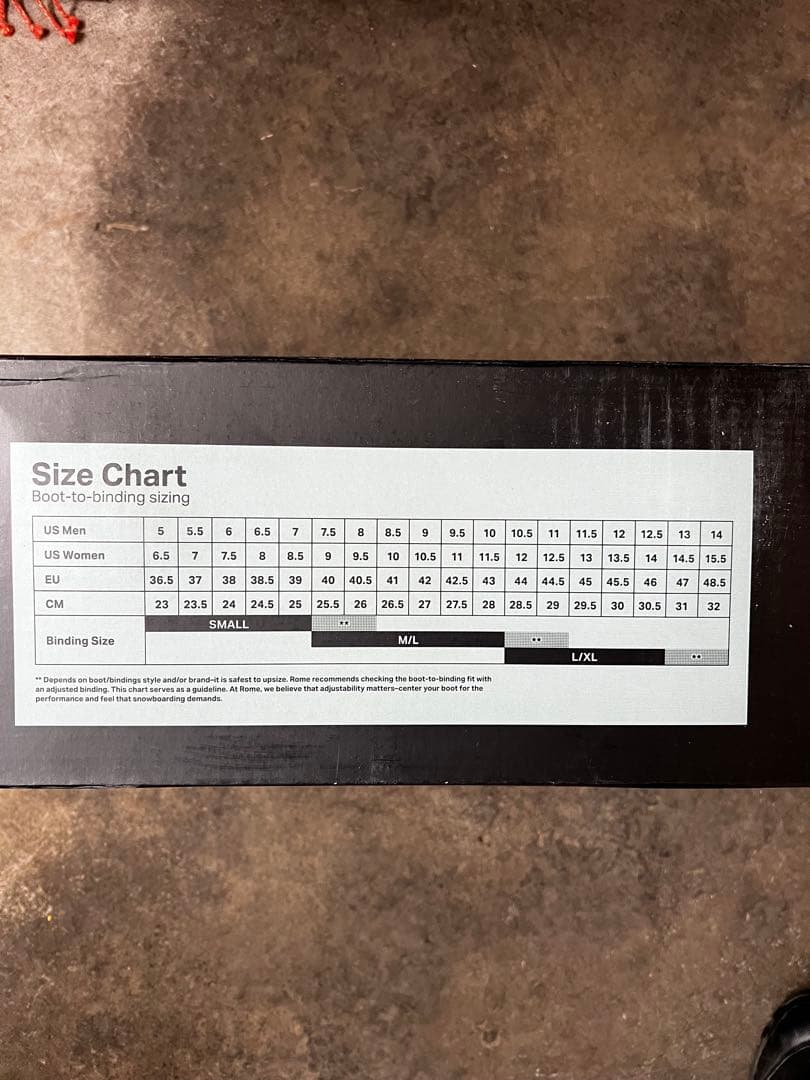 Size Chart
Boot-to-binding sizing
US Men 5 5.5 6 6.5 7 7.5 8 8.5 9 9.5 10 10.5 11 11.5 12 12.5 13 14
US Women 6.5 7 7.5 8 8.5 9 9.5 10 10.5 11 11.5 12 12.5 13 13.5 14 14.5 15.5
EU 36.5 37 38 38.5 39 40 40.5 41 42 42.5 43 44 44.5 45 45.5 46 47 48.5
CM 23 23.5 24 24.5 25 25.5 26 26.5 27 27.5 28 28.5 29 29.5 30 30.5 31 32
SMALL **
Binding Size M/L **
L/XL **
** Depends on boot/bindings style and/or brand–it is safest to upsize. Rome recommends checking the boot-to-binding fit with
an adjusted binding. This chart serves as a guideline. At Rome, we believe that adjustability matters–center your boot for the
performance and feel that snowboarding demands.